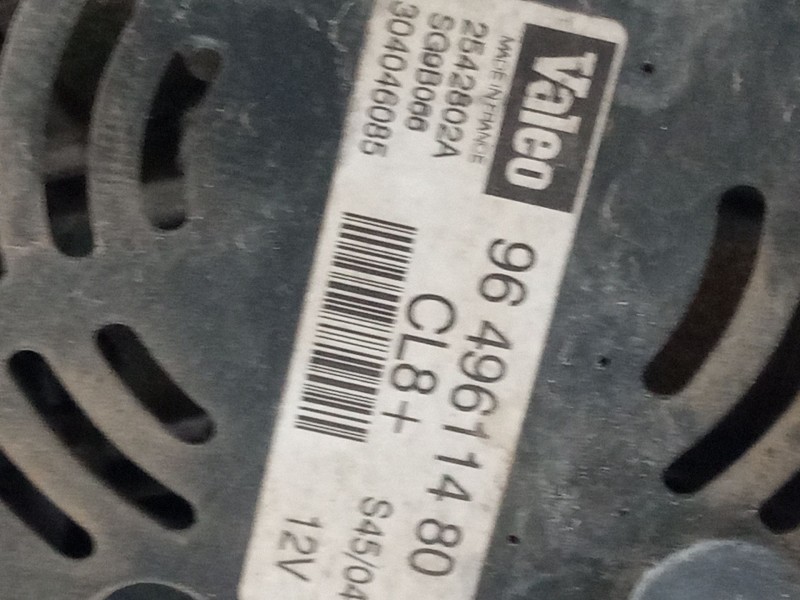 Valeo
MADE IN FRANCE
2542802A
SG9B066
304046085
96 496114 80
CL8+
S45/04
12V